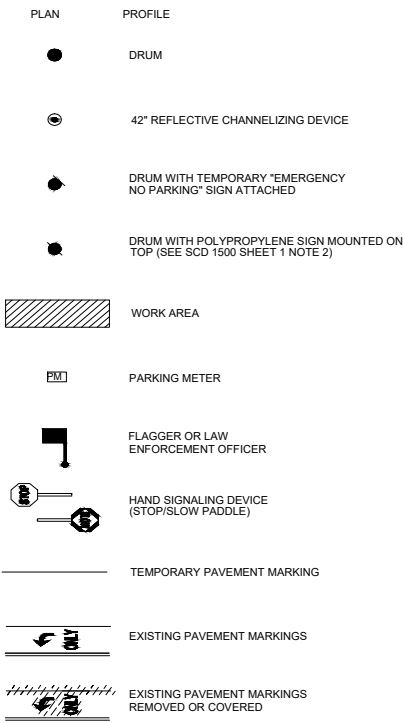 PLAN PROFILE
DRUM
42" REFLECTIVE CHANNELIZING DEVICE
DRUM WITH TEMPORARY "EMERGENCY
NO PARKING" SIGN ATTACHED
DRUM WITH POLYPROPYLENE SIGN MOUNTED ON
TOP (SEE SCD 1500 SHEET 1 NOTE 2)
WORK AREA
PM PARKING METER
FLAGGER OR LAW
ENFORCEMENT OFFICER
STOP
HAND SIGNALING DEVICE
(STOP/SLOW PADDLE)
TEMPORARY PAVEMENT MARKING
ONLY EXISTING PAVEMENT MARKINGS
ONLY EXISTING PAVEMENT MARKINGS
REMOVED OR COVERED